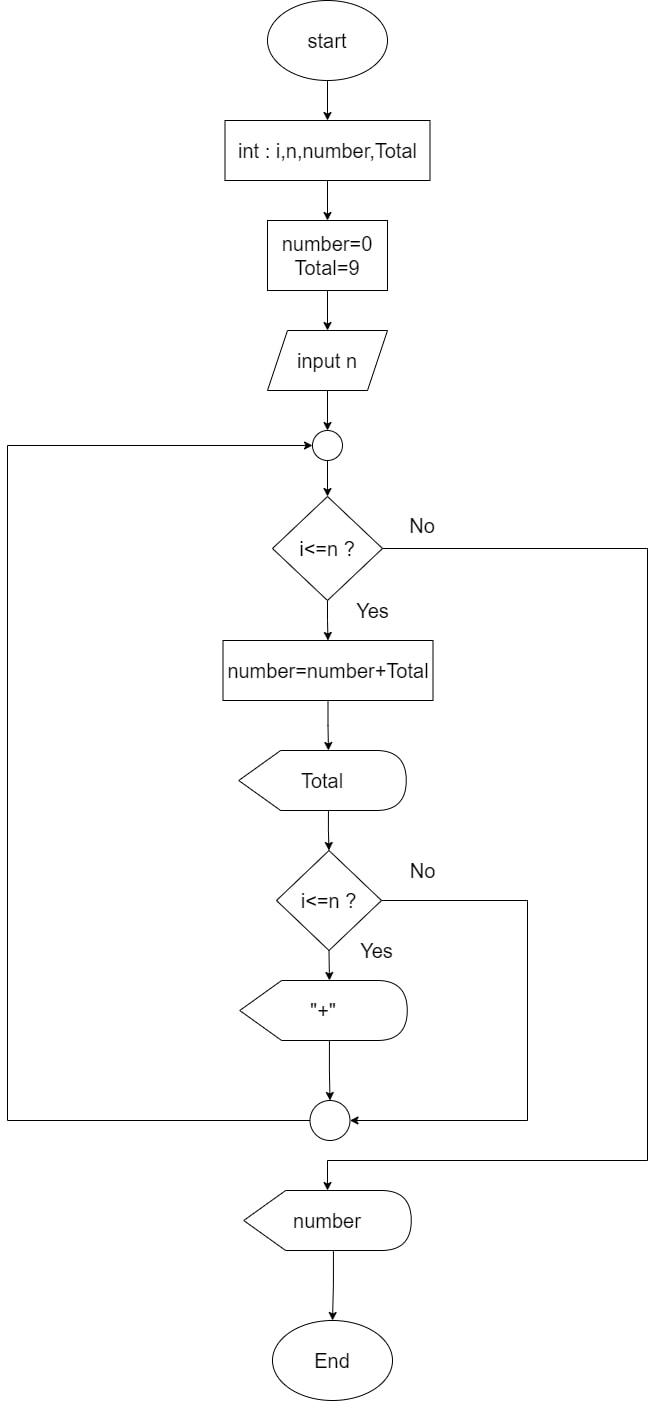 start
int : i,n,number,Total
number=0
Total=9
input n
i<=n ?
No
Yes
number=number+Total
Total
i<=n ?
No
Yes
"+"
number
End